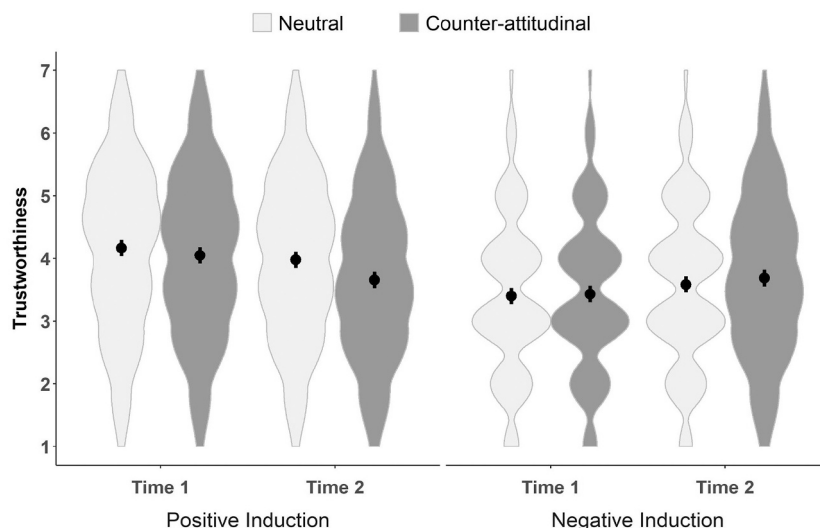 Neutral Counter-attitudinal
Trustworthiness
7
6
5
4
3
2
1
Time 1 Time 2 Time 1 Time 2
Positive Induction Negative Induction